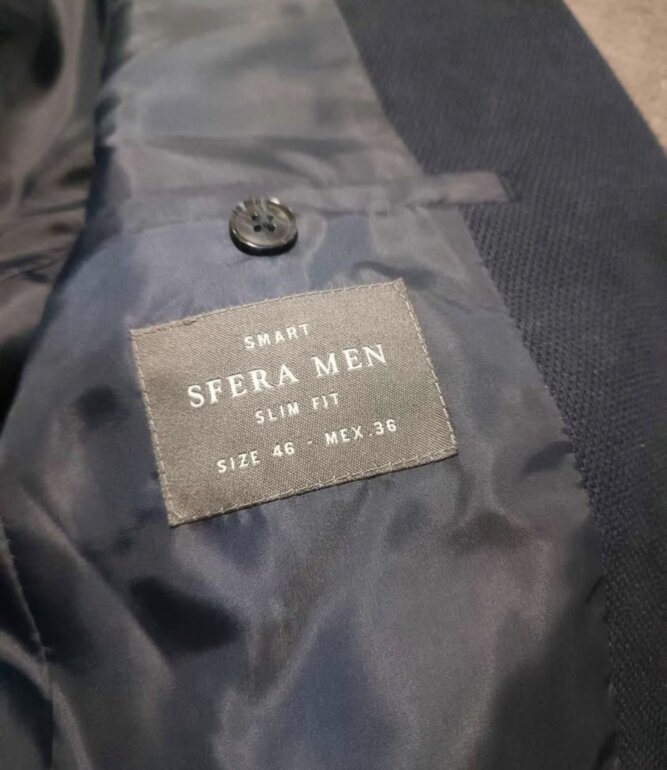 SMART
SFERA MEN
SLIM FIT
SIZE 46 - MEX.36